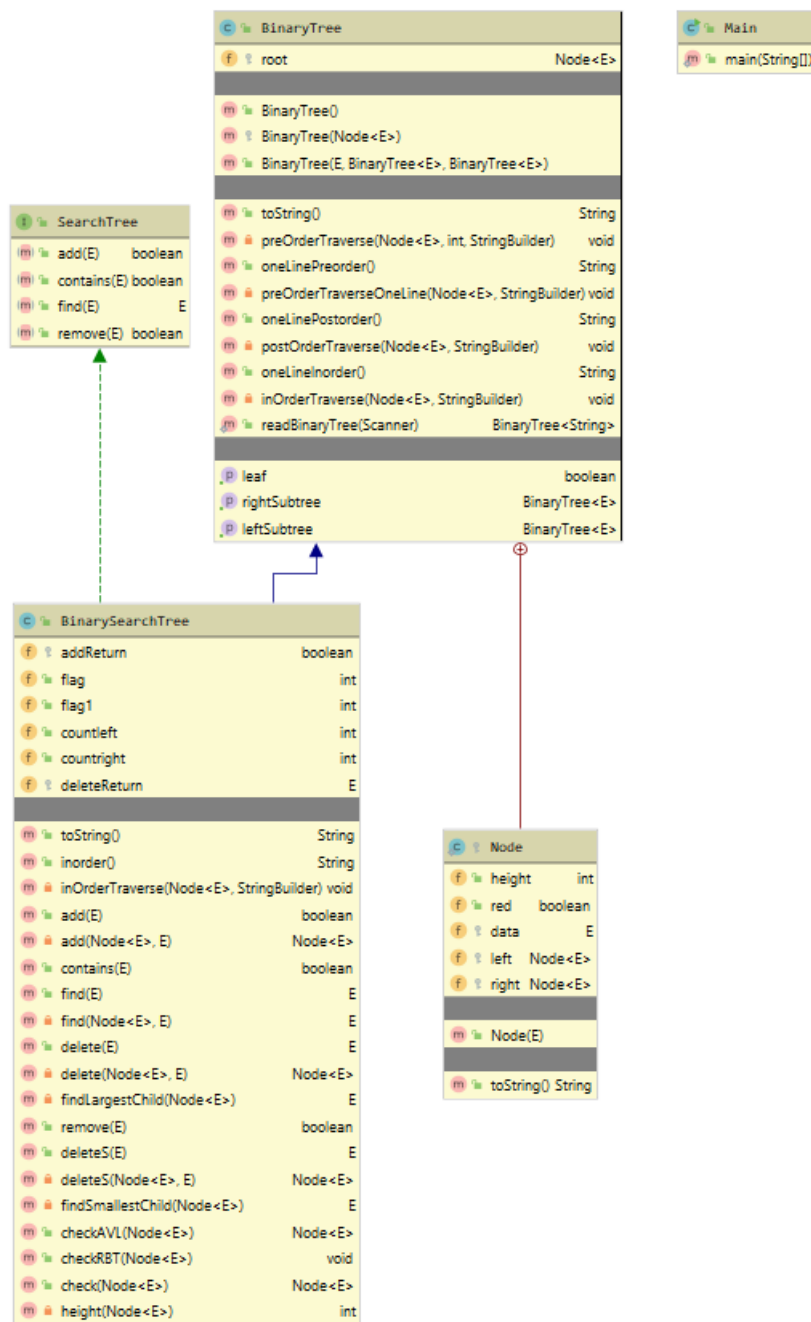 BinaryTree
root Node<E>
BinaryTree()
BinaryTree(Node<E>)
BinaryTree(E, BinaryTree<E>, BinaryTree<E>)
toString() String
preOrderTraverse(Node<E>, int, StringBuilder) void
oneLinePreorder() String
preOrderTraverseOneLine(Node<E>, StringBuilder) void
oneLinePostorder() String
postOrderTraverse(Node<E>, StringBuilder) void
oneLineInorder() String
inOrderTraverse(Node<E>, StringBuilder) void
readBinaryTree(Scanner) BinaryTree<String>
leaf boolean
rightSubtree BinaryTree<E>
leftSubtree BinaryTree<E>
Main
main(String[])
SearchTree
add(E) boolean
contains(E) boolean
find(E) E
remove(E) boolean
BinarySearchTree
addReturn boolean
flag int
flag1 int
countleft int
countright int
deleteReturn E
toString() String
inorder() String
inOrderTraverse(Node<E>, StringBuilder) void
add(E) boolean
add(Node<E>, E) Node<E>
contains(E) boolean
find(E) E
find(Node<E>, E) E
delete(E) E
delete(Node<E>, E) Node<E>
findLargestChild(Node<E>) E
remove(E) boolean
deleteS(E) E
deleteS(Node<E>, E) Node<E>
findSmallestChild(Node<E>) E
checkAVL(Node<E>) Node<E>
checkRBT(Node<E>) void
check(Node<E>) Node<E>
height(Node<E>) int
Node
height int
red boolean
data E
left Node<E>
right Node<E>
Node(E)
toString() String